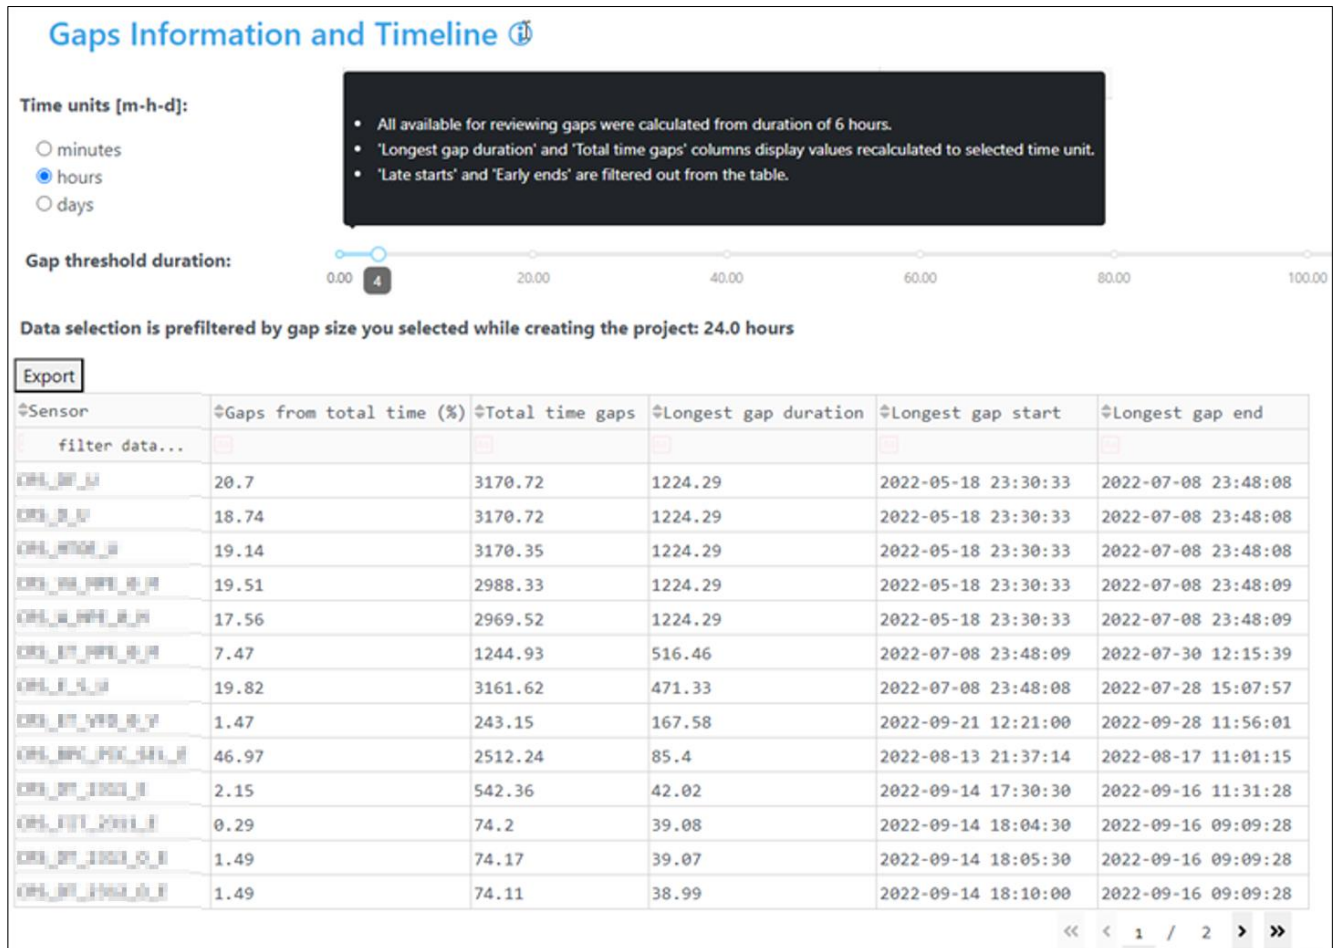 Gaps Information and Timeline
Time units [m-h-d]:
minutes
hours
days
• All available for reviewing gaps were calculated from duration of 6 hours.
• 'Longest gap duration' and 'Total time gaps' columns display values recalculated to selected time unit.
• 'Late starts' and 'Early ends' are filtered out from the table.
Gap threshold duration:
0.00 4 20.00 40.00 60.00 80.00 100.00
Data selection is prefiltered by gap size you selected while creating the project: 24.0 hours
Export
Sensor Gaps from total time (%) Total time gaps Longest gap duration Longest gap start Longest gap end
filter data...
20.7 3170.72 1224.29 2022-05-18 23:30:33 2022-07-08 23:48:08
18.74 3170.72 1224.29 2022-05-18 23:30:33 2022-07-08 23:48:08
19.14 3170.35 1224.29 2022-05-18 23:30:33 2022-07-08 23:48:08
19.51 2988.33 1224.29 2022-05-18 23:30:33 2022-07-08 23:48:09
17.56 2969.52 1224.29 2022-05-18 23:30:33 2022-07-08 23:48:09
7.47 1244.93 516.46 2022-07-08 23:48:09 2022-07-30 12:15:39
19.82 3161.62 471.33 2022-07-08 23:48:08 2022-07-28 15:07:57
1.47 243.15 167.58 2022-09-21 12:21:00 2022-09-28 11:56:01
46.97 2512.24 85.4 2022-08-13 21:37:14 2022-08-17 11:01:15
2.15 542.36 42.02 2022-09-14 17:30:30 2022-09-16 11:31:28
0.29 74.2 39.08 2022-09-14 18:04:30 2022-09-16 09:09:28
1.49 74.17 39.07 2022-09-14 18:05:30 2022-09-16 09:09:28
1.49 74.11 38.99 2022-09-14 18:10:00 2022-09-16 09:09:28
<< < 1 / 2 > >>